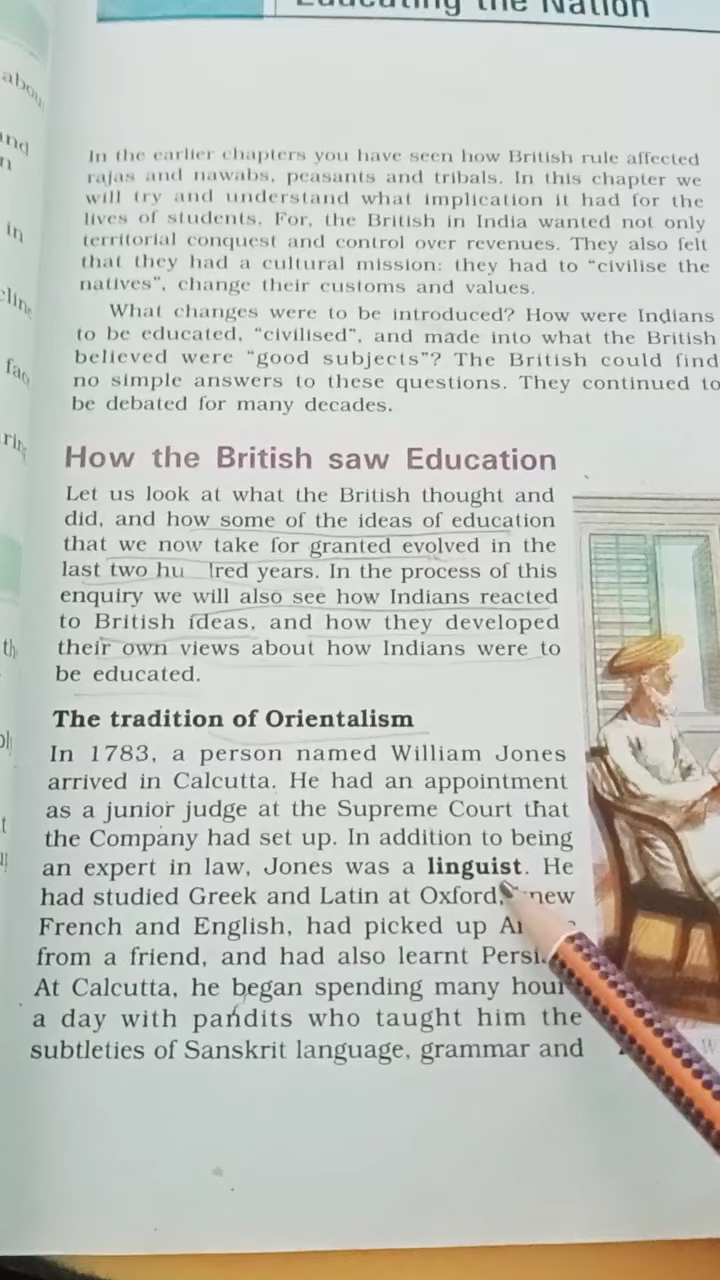 Educating the Nation
In the earlier chapters you have seen how British rule affected
rajas and nawabs, peasants and tribals. In this chapter we
will try and understand what implication it had for the
lives of students. For, the British in India wanted not only
territorial conquest and control over revenues. They also felt
that they had a cultural mission: they had to “civilise the
natives”, change their customs and values.
What changes were to be introduced? How were Indians
to be educated, “civilised”, and made into what the British
believed were “good subjects”? The British could find
no simple answers to these questions. They continued to
be debated for many decades.
How the British saw Education
Let us look at what the British thought and
did, and how some of the ideas of education
that we now take for granted evolved in the
last two hu dred years. In the process of this
enquiry we will also see how Indians reacted
to British ideas, and how they developed
their own views about how Indians were to
be educated.
The tradition of Orientalism
In 1783, a person named William Jones
arrived in Calcutta. He had an appointment
as a junior judge at the Supreme Court that
the Company had set up. In addition to being
an expert in law, Jones was a linguist. He
had studied Greek and Latin at Oxford, new
French and English, had picked up
from a friend, and had also learnt
At Calcutta, he began spending many hour
a day with pandits who taught him the
subtleties of Sanskrit language, grammar and